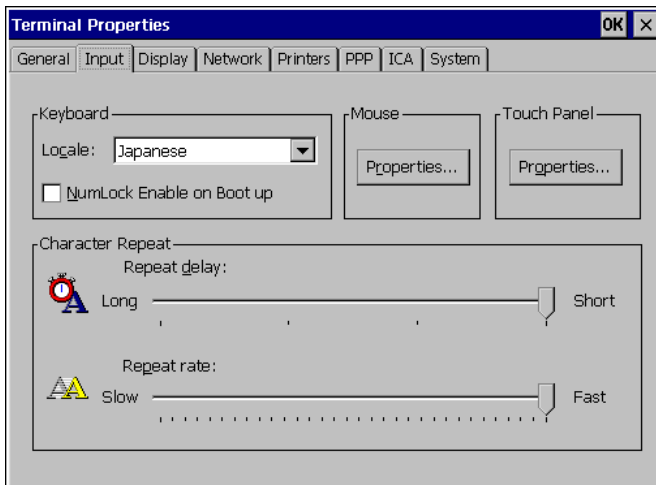 Terminal Properties OK ×
General Input Display Network Printers PPP ICA System
Keyboard Mouse Touch Panel
Locale: Japanese Properties... Properties...
NumLock Enable on Boot up
Character Repeat
Repeat delay:
Long Short
Repeat rate:
Slow Fast